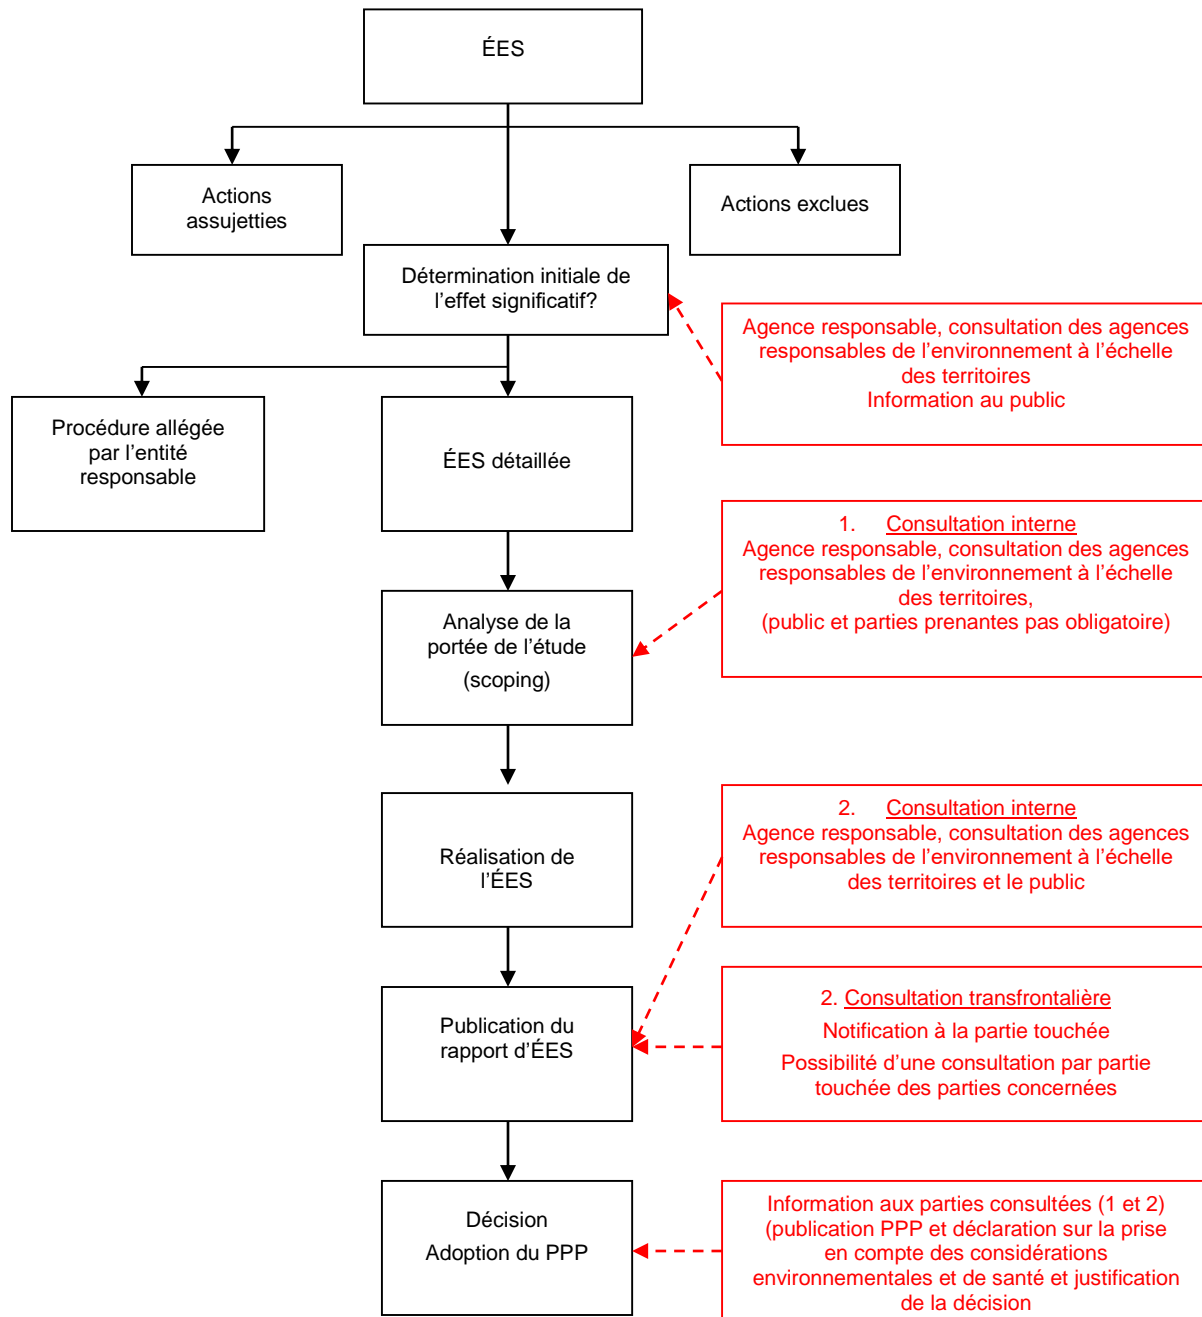 ÉES
Actions
assujetties
Actions exclues
Détermination initiale de
l'effet significatif?
Agence responsable, consultation des agences
responsables de l'environnement à l'échelle
des territoires
Information au public
Procédure allégée
par l'entité
responsable
ÉES détaillée
1. Consultation interne
Agence responsable, consultation des agences
responsables de l'environnement à l'échelle
des territoires,
(public et parties prenantes pas obligatoire)
Analyse de la
portée de l'étude
(scoping)
Réalisation de
l'ÉES
2. Consultation interne
Agence responsable, consultation des agences
responsables de l'environnement à l'échelle
des territoires et le public
Publication du
rapport d'ÉES
2. Consultation transfrontalière
Notification à la partie touchée
Possibilité d'une consultation par partie
touchée des parties concernées
Décision
Adoption du PPP
Information aux parties consultées (1 et 2)
(publication PPP et déclaration sur la prise
en compte des considérations
environnementales et de santé et justification
de la décision